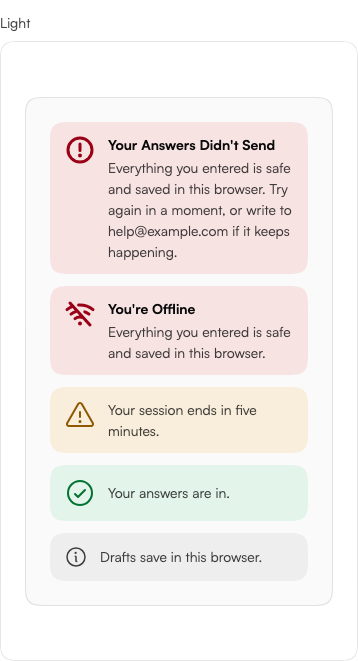 Light
Your Answers Didn't Send
Everything you entered is safe
and saved in this browser. Try
again in a moment, or write to
help@example.com if it keeps
happening.
You're Offline
Everything you entered is safe
and saved in this browser.
Your session ends in five
minutes.
Your answers are in.
Drafts save in this browser.